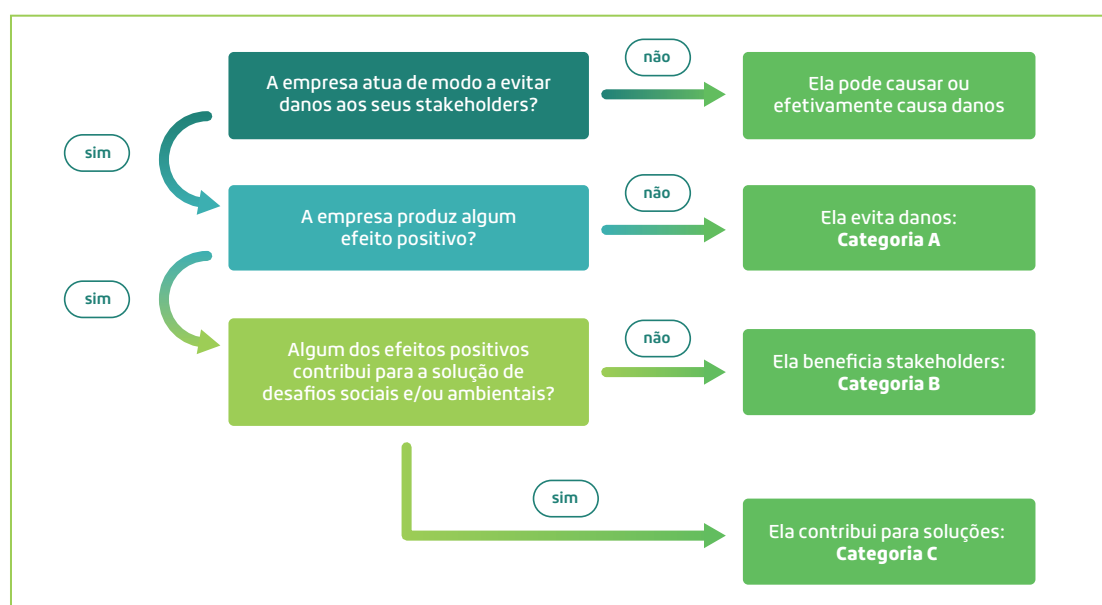 A empresa atua de modo a evitar
danos aos seus stakeholders?
não
Ela pode causar ou
efetivamente causa danos
sim
A empresa produz algum
efeito positivo?
não
Ela evita danos:
Categoria A
sim
Algum dos efeitos positivos
contribui para a solução de
desafios sociais e/ou ambientais?
não
Ela beneficia stakeholders:
Categoria B
sim
Ela contribui para soluções:
Categoria C